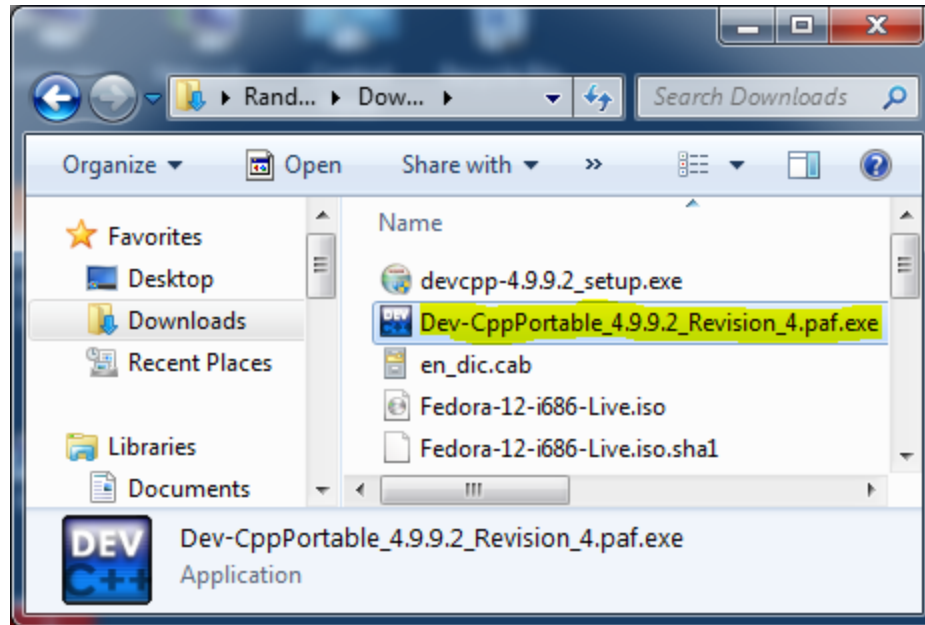 Rand... Dow... Search Downloads
Organize Open Share with »
Favorites
Desktop
Downloads
Recent Places
Libraries
Documents
Name
devcpp-4.9.9.2_setup.exe
Dev-CppPortable_4.9.9.2_Revision_4.paf.exe
en_dic.cab
Fedora-12-i686-Live.iso
Fedora-12-i686-Live.iso.sha1
DEV
C++
Dev-CppPortable_4.9.9.2_Revision_4.paf.exe
Application